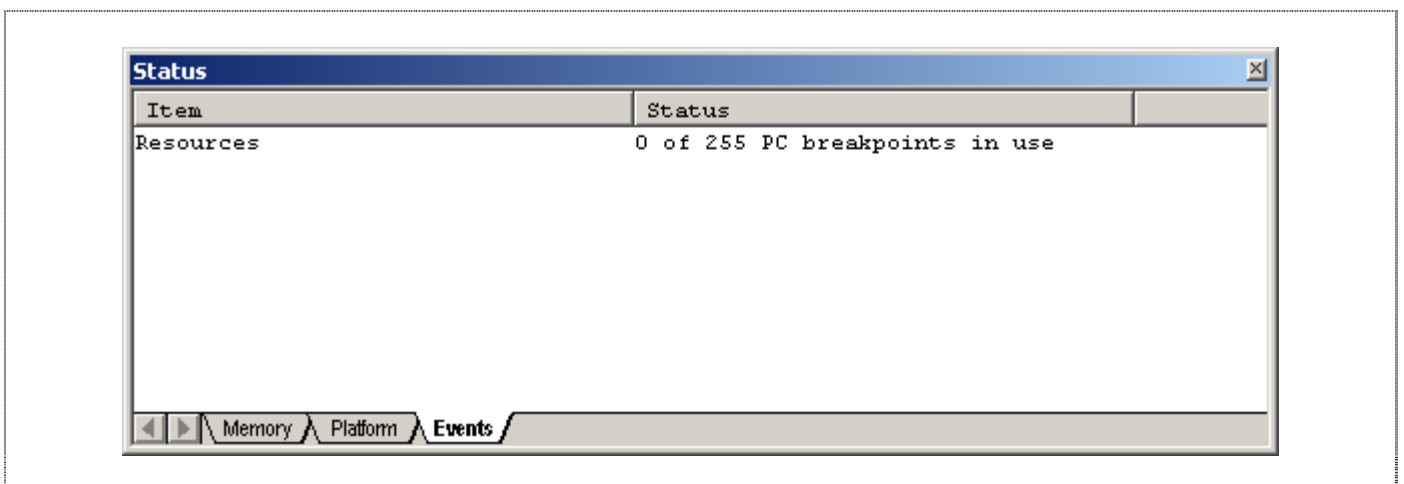 Status
Item Status
Resources 0 of 255 PC breakpoints in use
Memory Platform Events